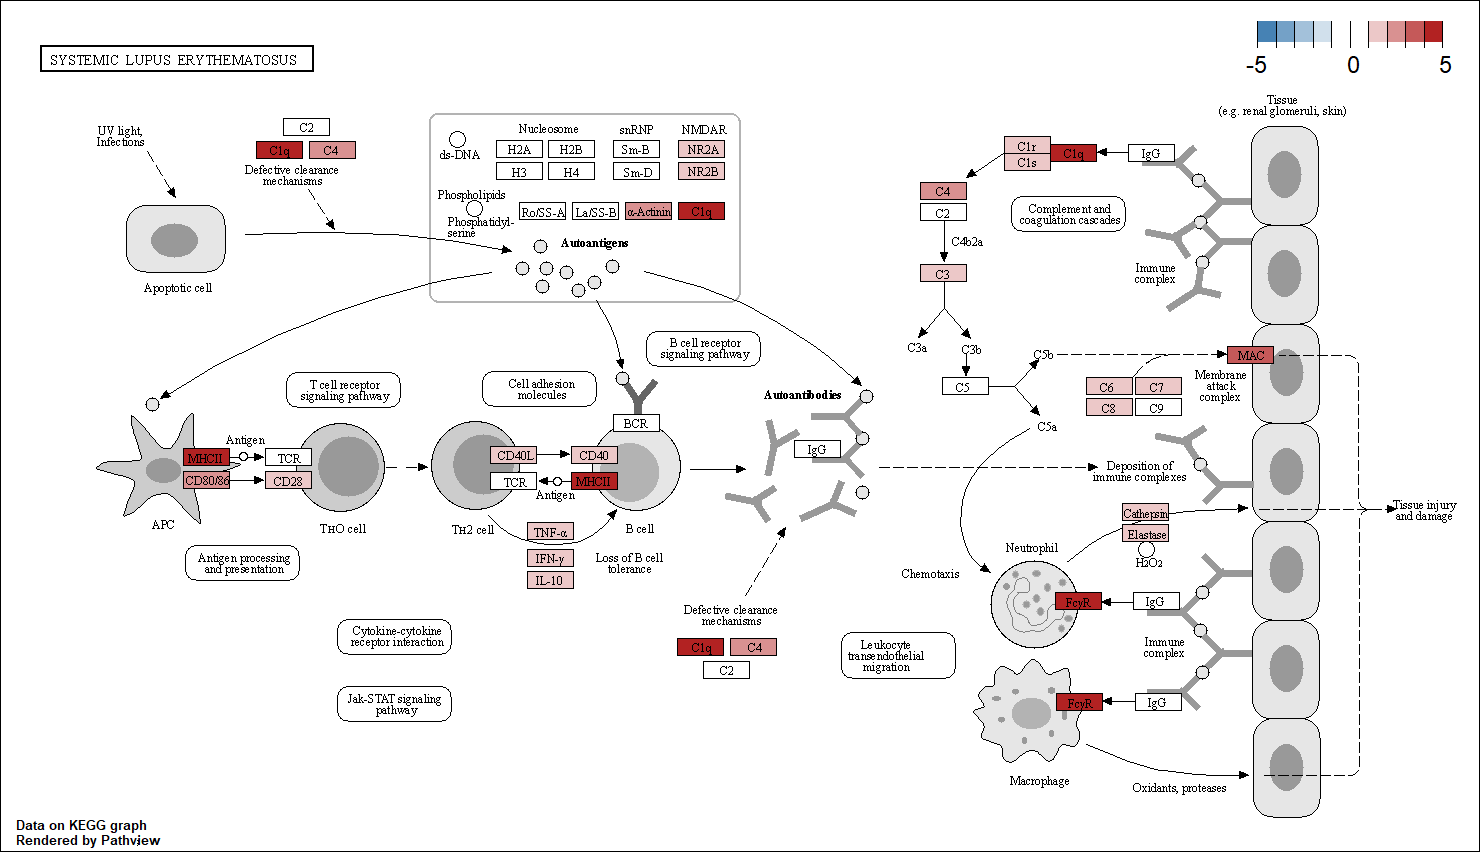 SYSTEMIC LUPUS ERYTHEMATOSUS
-5
0
5
UV light,
Infections
C2
C1q
C4
Defective clearance
mechanisms
Apoptotic cell
Nucleosome
snRNP
NMDAR
ds-DNA
H2A
H2B
Sm-B
NR2A
H3
H4
Sm-D
NR2B
Phospholipids
Phosphatidyl-
serine
Ro/SS-A
La/SS-B
α-Actinin
C1q
Autoantigens
Tissue
(e.g. renal glomeruli, skin)
C1r
C1s
C1q
IgG
C4
C2
C4b2a
C3
C3a
C3b
C5
C5b
C5a
Complement and
coagulation cascades
Immune
complex
MAC
Membrane
attack
complex
C6
C7
C8
C9
B cell receptor
signaling pathway
T cell receptor
signaling pathway
Cell adhesion
molecules
BCR
Autoantibodies
IgG
Antigen
MHCII
TCR
CD80/86
CD28
APC
TH0 cell
CD40L
CD40
TCR
MHCII
Antigen
TH2 cell
B cell
TNF-α
IFN-γ
IL-10
Loss of B cell
tolerance
Antigen processing
and presentation
Cytokine-cytokine
receptor interaction
Jak-STAT signaling
pathway
Defective clearance
mechanisms
C1q
C4
C2
Leukocyte
transendothelial
migration
Deposition of
immune complexes
Tissue injury
and damage
Cathepsin
Elastase
H2O2
Neutrophil
Chemotaxis
FcγR
IgG
Immune
complex
FcγR
IgG
Macrophage
Oxidants, proteases
Data on KEGG graph
Rendered by Pathview